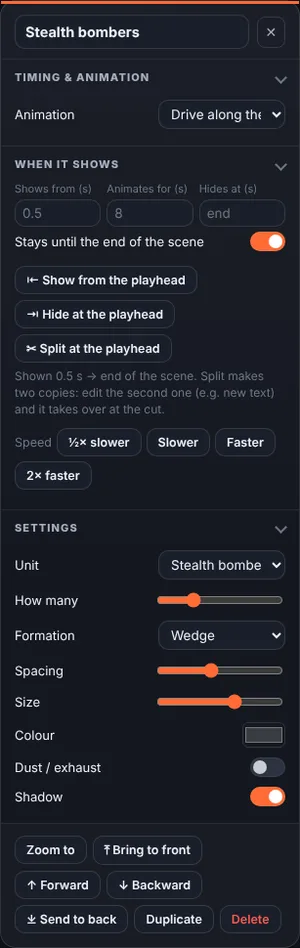 Stealth bombers ✕
TIMING & ANIMATION
Animation Drive along the
WHEN IT SHOWS
Shows from (s) Animates for (s) Hides at (s)
0.5 8 end
Stays until the end of the scene
⇤ Show from the playhead
⇥ Hide at the playhead
✂ Split at the playhead
Shown 0.5 s → end of the scene. Split makes
two copies: edit the second one (e.g. new text)
and it takes over at the cut.
Speed ½× slower Slower Faster
2× faster
SETTINGS
Unit Stealth bombe
How many
Formation Wedge
Spacing
Size
Colour
Dust / exhaust
Shadow
Zoom to ⤒ Bring to front
↑ Forward ↓ Backward
⤓ Send to back Duplicate Delete